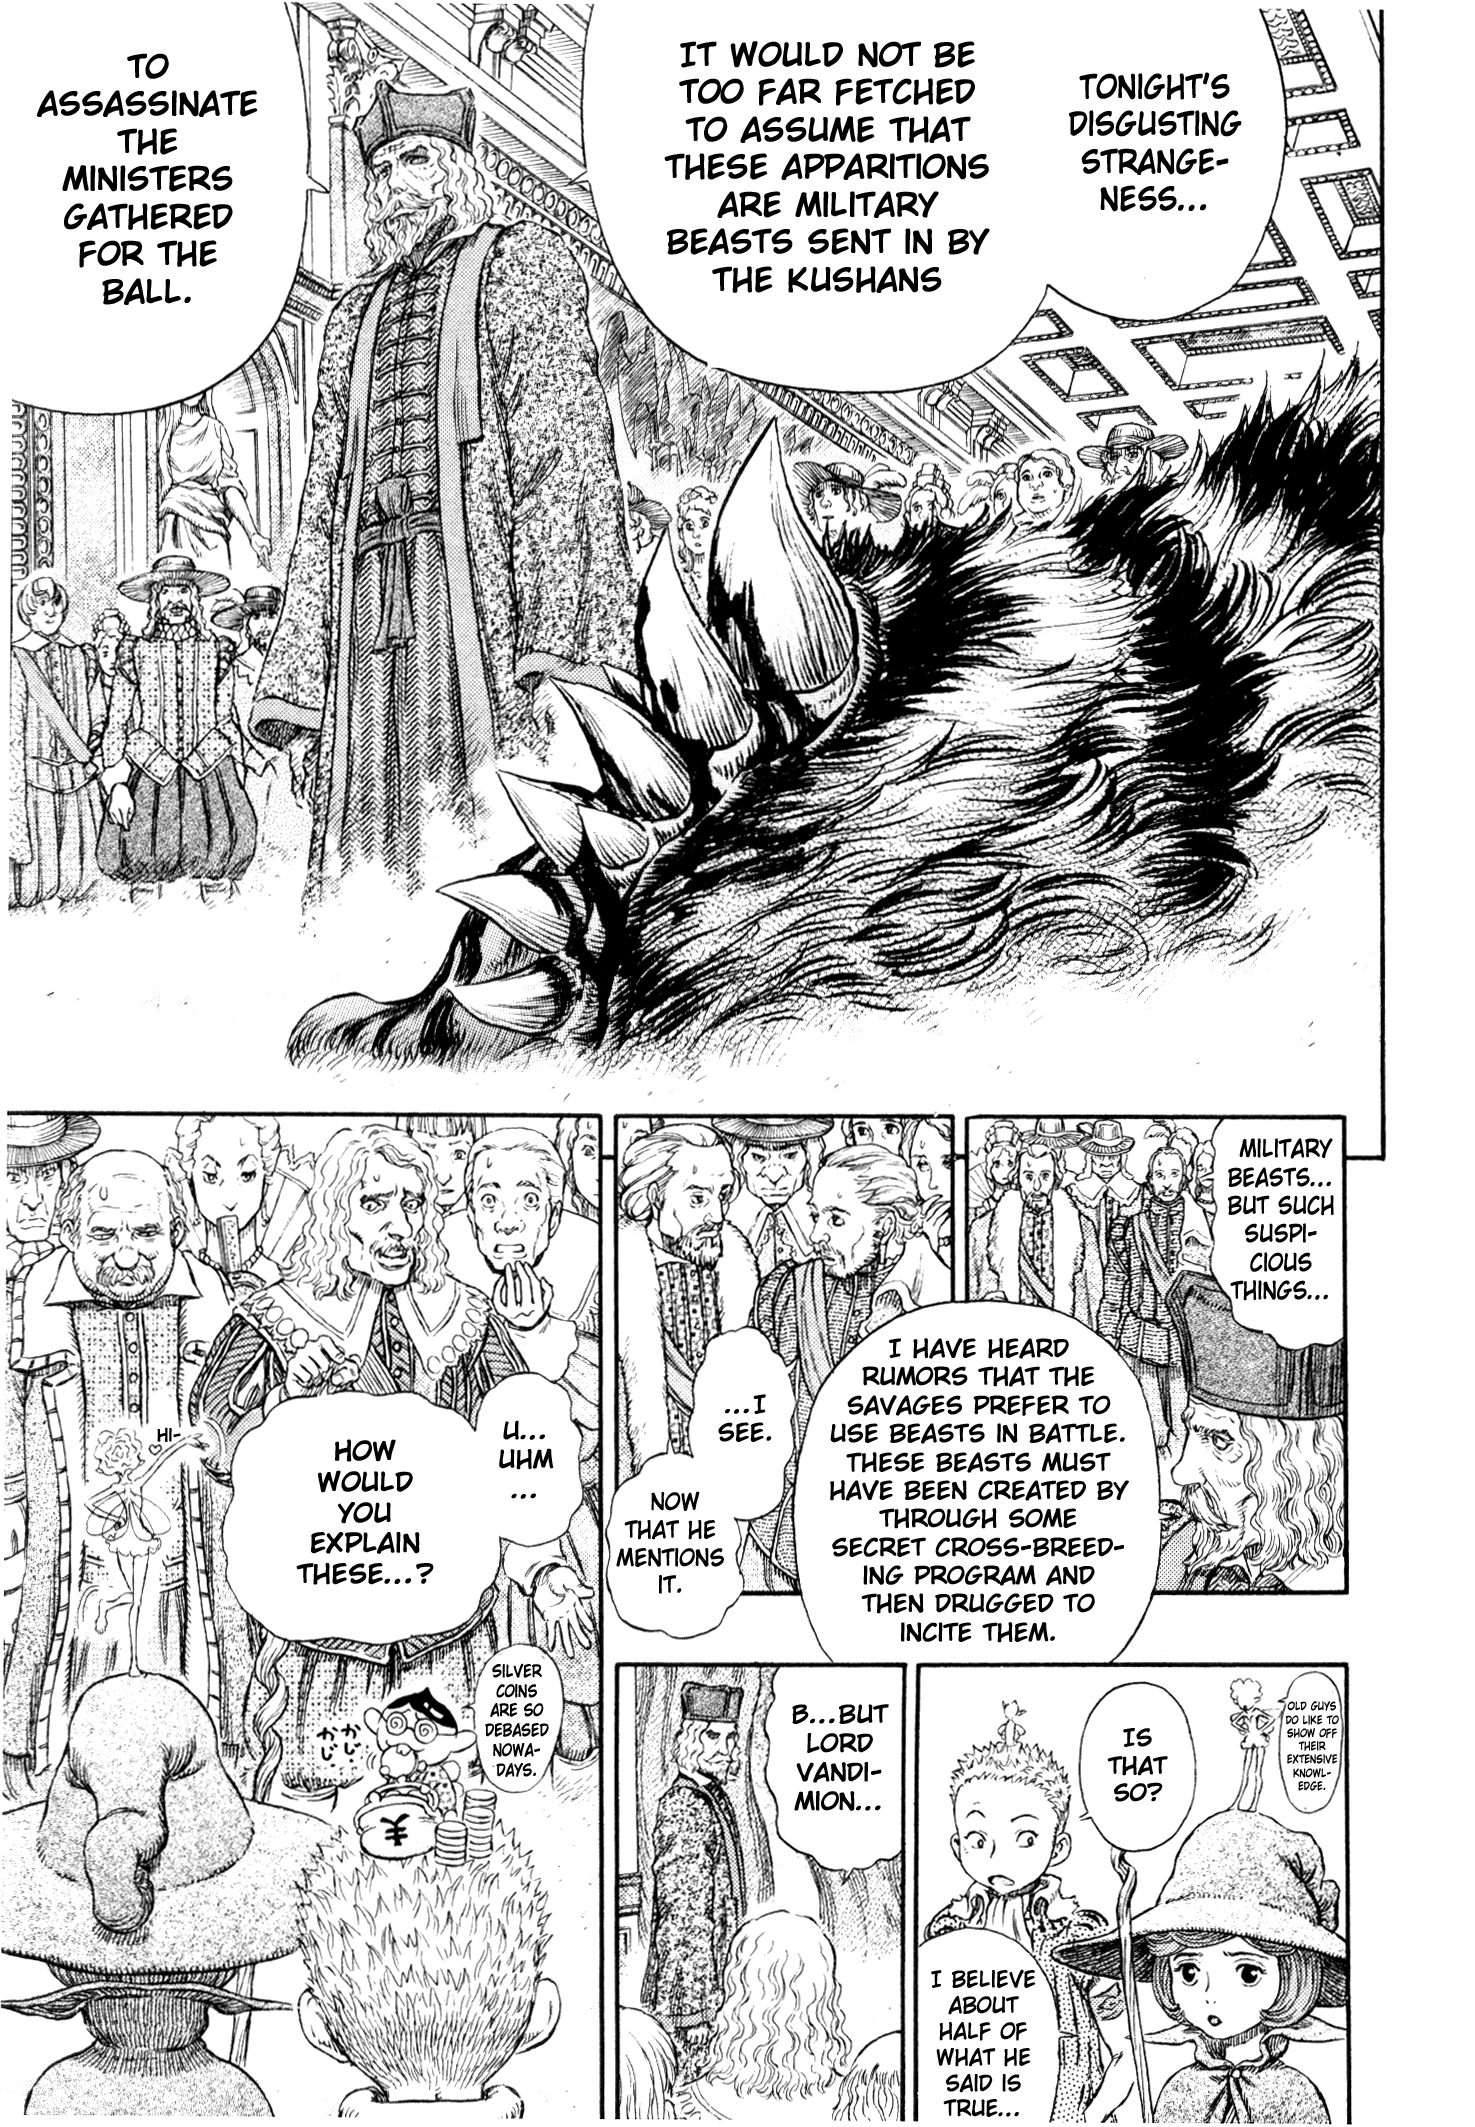 TONIGHT'S
DISGUSTING
STRANGE-
NESS...
IT WOULD NOT BE
TOO FAR FETCHED
TO ASSUME THAT
THESE APPARITIONS
ARE MILITARY
BEASTS SENT IN BY
THE KUSHANS
TO
ASSASSINATE
THE
MINISTERS
GATHERED
FOR THE
BALL.
MILITARY
BEASTS...
BUT SUCH
SUSPI-
CIOUS
THINGS...
I HAVE HEARD
RUMORS THAT THE
SAVAGES PREFER TO
USE BEASTS IN BATTLE.
THESE BEASTS MUST
HAVE BEEN CREATED BY
THROUGH SOME
SECRET CROSS-BREED-
ING PROGRAM AND
THEN DRUGGED TO
INCITE THEM.
...I
SEE.
NOW
THAT HE
MENTIONS
IT.
OLD GUYS
DO LIKE TO
SHOW OFF
THEIR
EXTENSIVE
KNOWL-
EDGE.
IS
THAT
SO?
I BELIEVE
ABOUT
HALF OF
WHAT HE
SAID IS
TRUE...
B...BUT
LORD
VANDI-
MION...
U...
UHM
...
HOW
WOULD
YOU
EXPLAIN
THESE...?
HI-
SILVER
COINS
ARE SO
DEBASED
NOWA-
DAYS.
かじ
かじ
¥